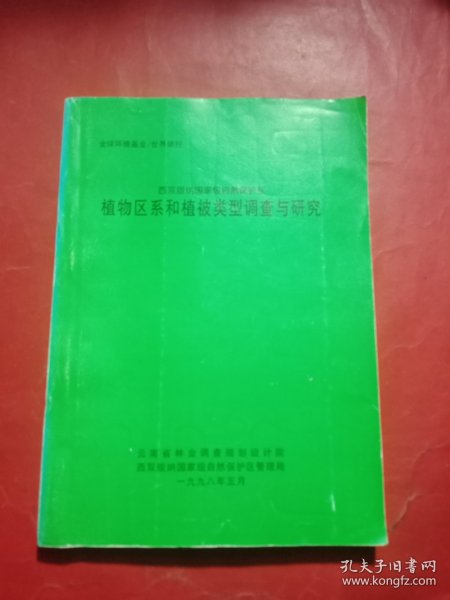 全球环境基金/世界银行
西双版纳国家级自然保护区
植物区系和植被类型调查与研究
云南省林业调查规划设计院
西双版纳国家级自然保护区管理局
一九九八年五月
孔夫子旧书网
www.kongfz.com